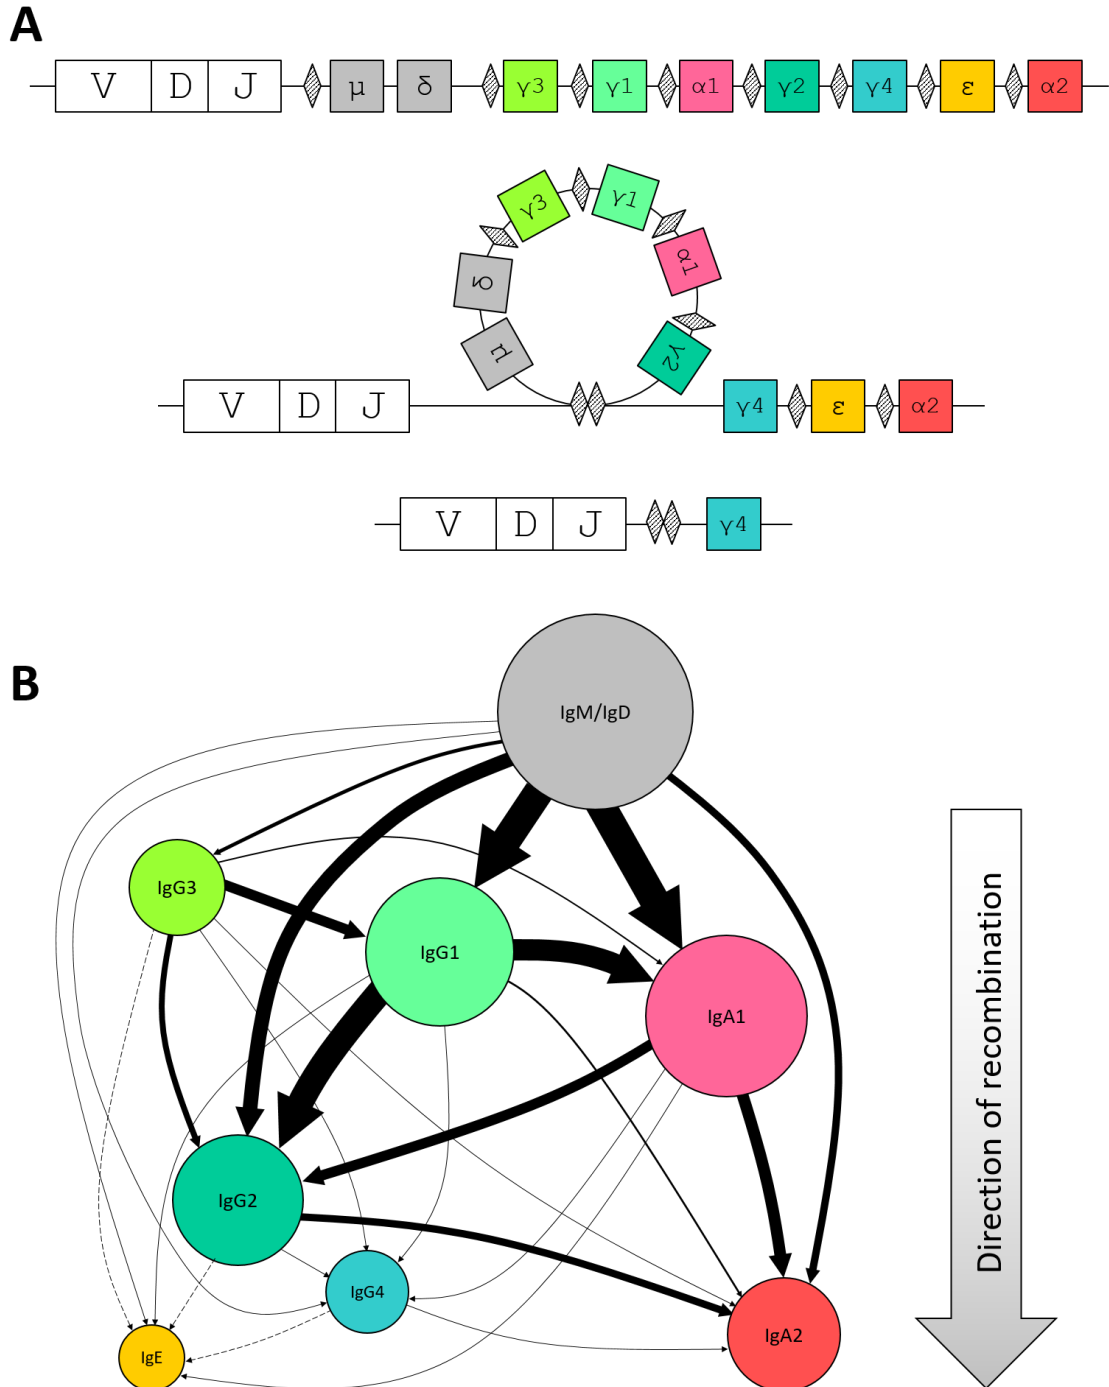 A
V D J μ δ γ3 γ1 α1 γ2 γ4 ε α2
γ3 γ1
δ α1
μ γ2
V D J γ4 ε α2
V D J γ4
B
IgM/IgD
IgG3
IgG1
IgA1
IgG2
IgG4
IgA2
IgE
Direction of recombination